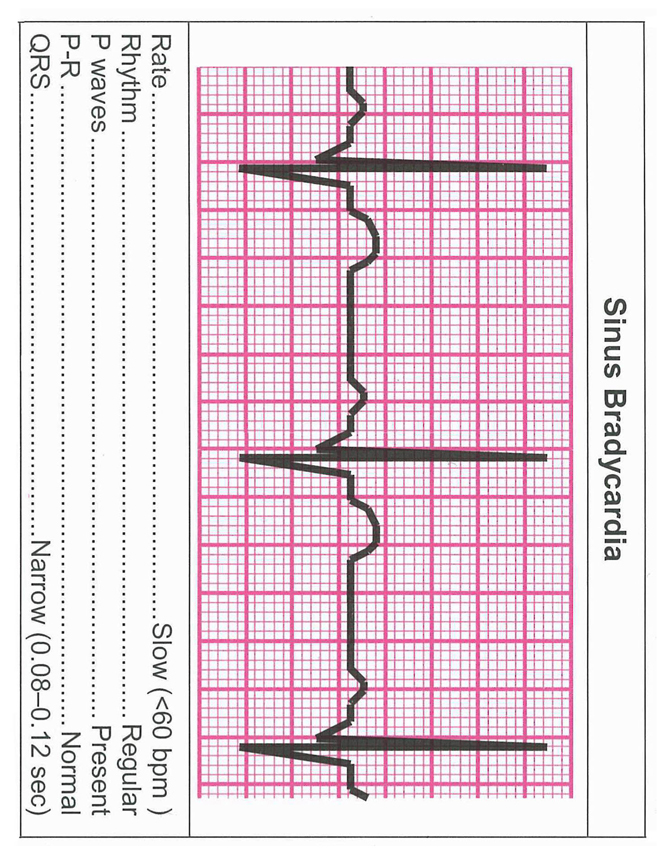 Sinus Bradycardia
Rate.......................................................................Slow (<60 bpm )
Rhythm ..................................................................................... Regular
P waves ..................................................................................... Present
P-R ............................................................................................. Normal
QRS............................................................Narrow (0.08–0.12 sec)